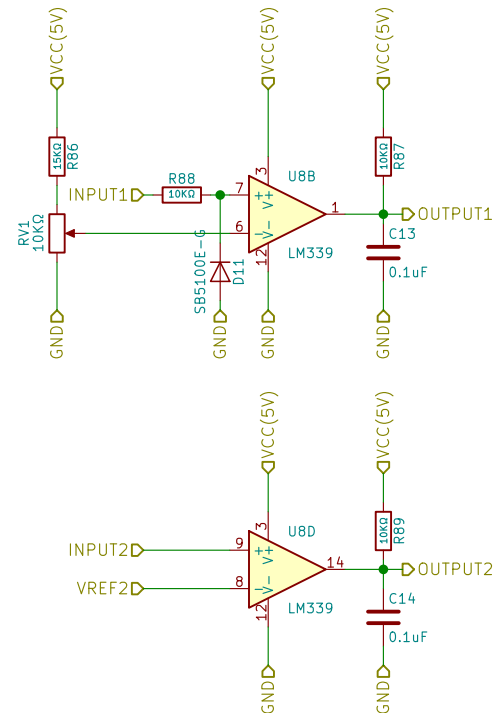 VCC(5V) VCC(5V) VCC(5V)
15KΩ R86
3
10KΩ R87
U8B
R88
10KΩ
INPUT1
7
++
V
1
OUTPUT1
RV1
10KΩ
6
-
V-
12
LM339
C13
0.1uF
SB5100E-G
D11
GND GND GND GND
VCC(5V) VCC(5V)
3
10KΩ R89
U8D
INPUT2
9
++
V
14
OUTPUT2
VREF2
8
-
V-
12
LM339
C14
0.1uF
GND GND